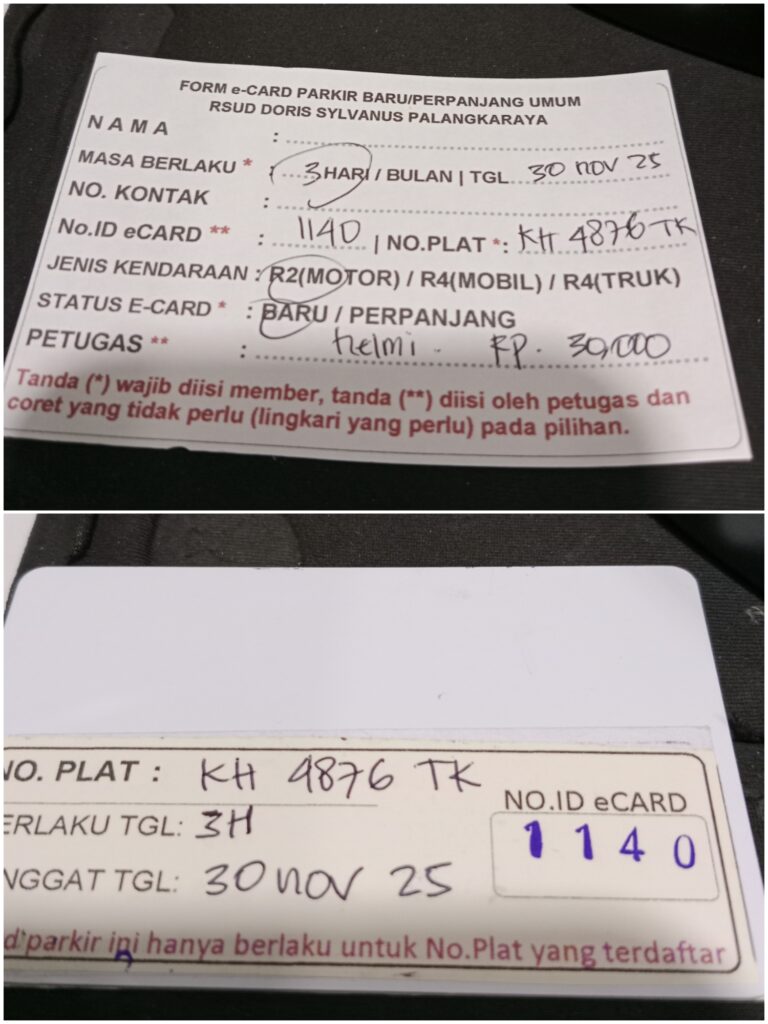 FORM e-CARD PARKIR BARU/PERPANJANG UMUM
RSUD DORIS SYLVANUS PALANGKARAYA
NAMA :
MASA BERLAKU * : 3 HARI / BULAN | TGL. 30 nov 25
NO. KONTAK :
No.ID eCARD ** : 1140 | NO.PLAT *: KH 4876 TK
JENIS KENDARAAN : R2(MOTOR) / R4(MOBIL) / R4(TRUK)
STATUS E-CARD * : BARU / PERPANJANG
PETUGAS ** : Helmi. RP. 30,000
Tanda (*) wajib diisi member, tanda (**) diisi oleh petugas dan
coret yang tidak perlu (lingkari yang perlu) pada pilihan.
NO. PLAT : KH 4876 TK
NO.ID eCARD
ERLAKU TGL: 3H
1140
NGGAT TGL: 30 nov 25
d parkir ini hanya berlaku untuk No.Plat yang terdaftar